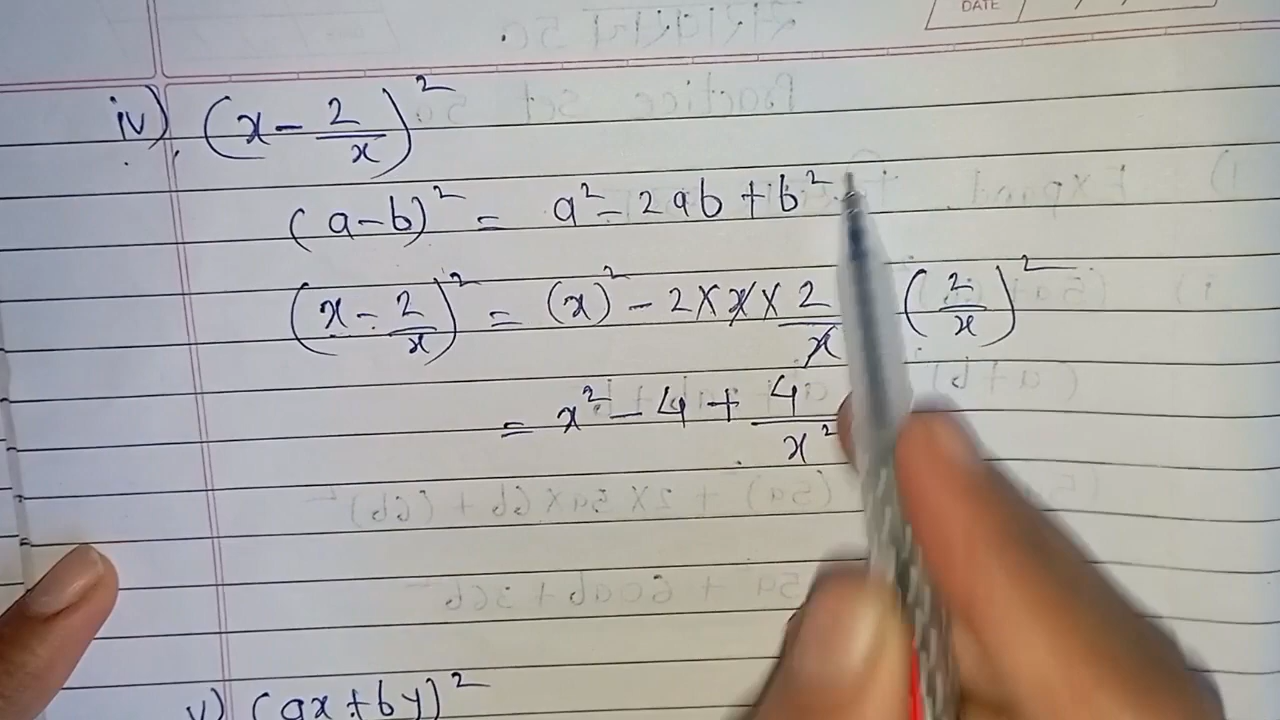 DATE
iv) (x - 2/x)²
(a-b)² = a² - 2ab + b²
(x - 2/x)² = (x)² - 2 × x × 2/x (2/x)²
= x² - 4 + 4/x²
v) (ax+by)²